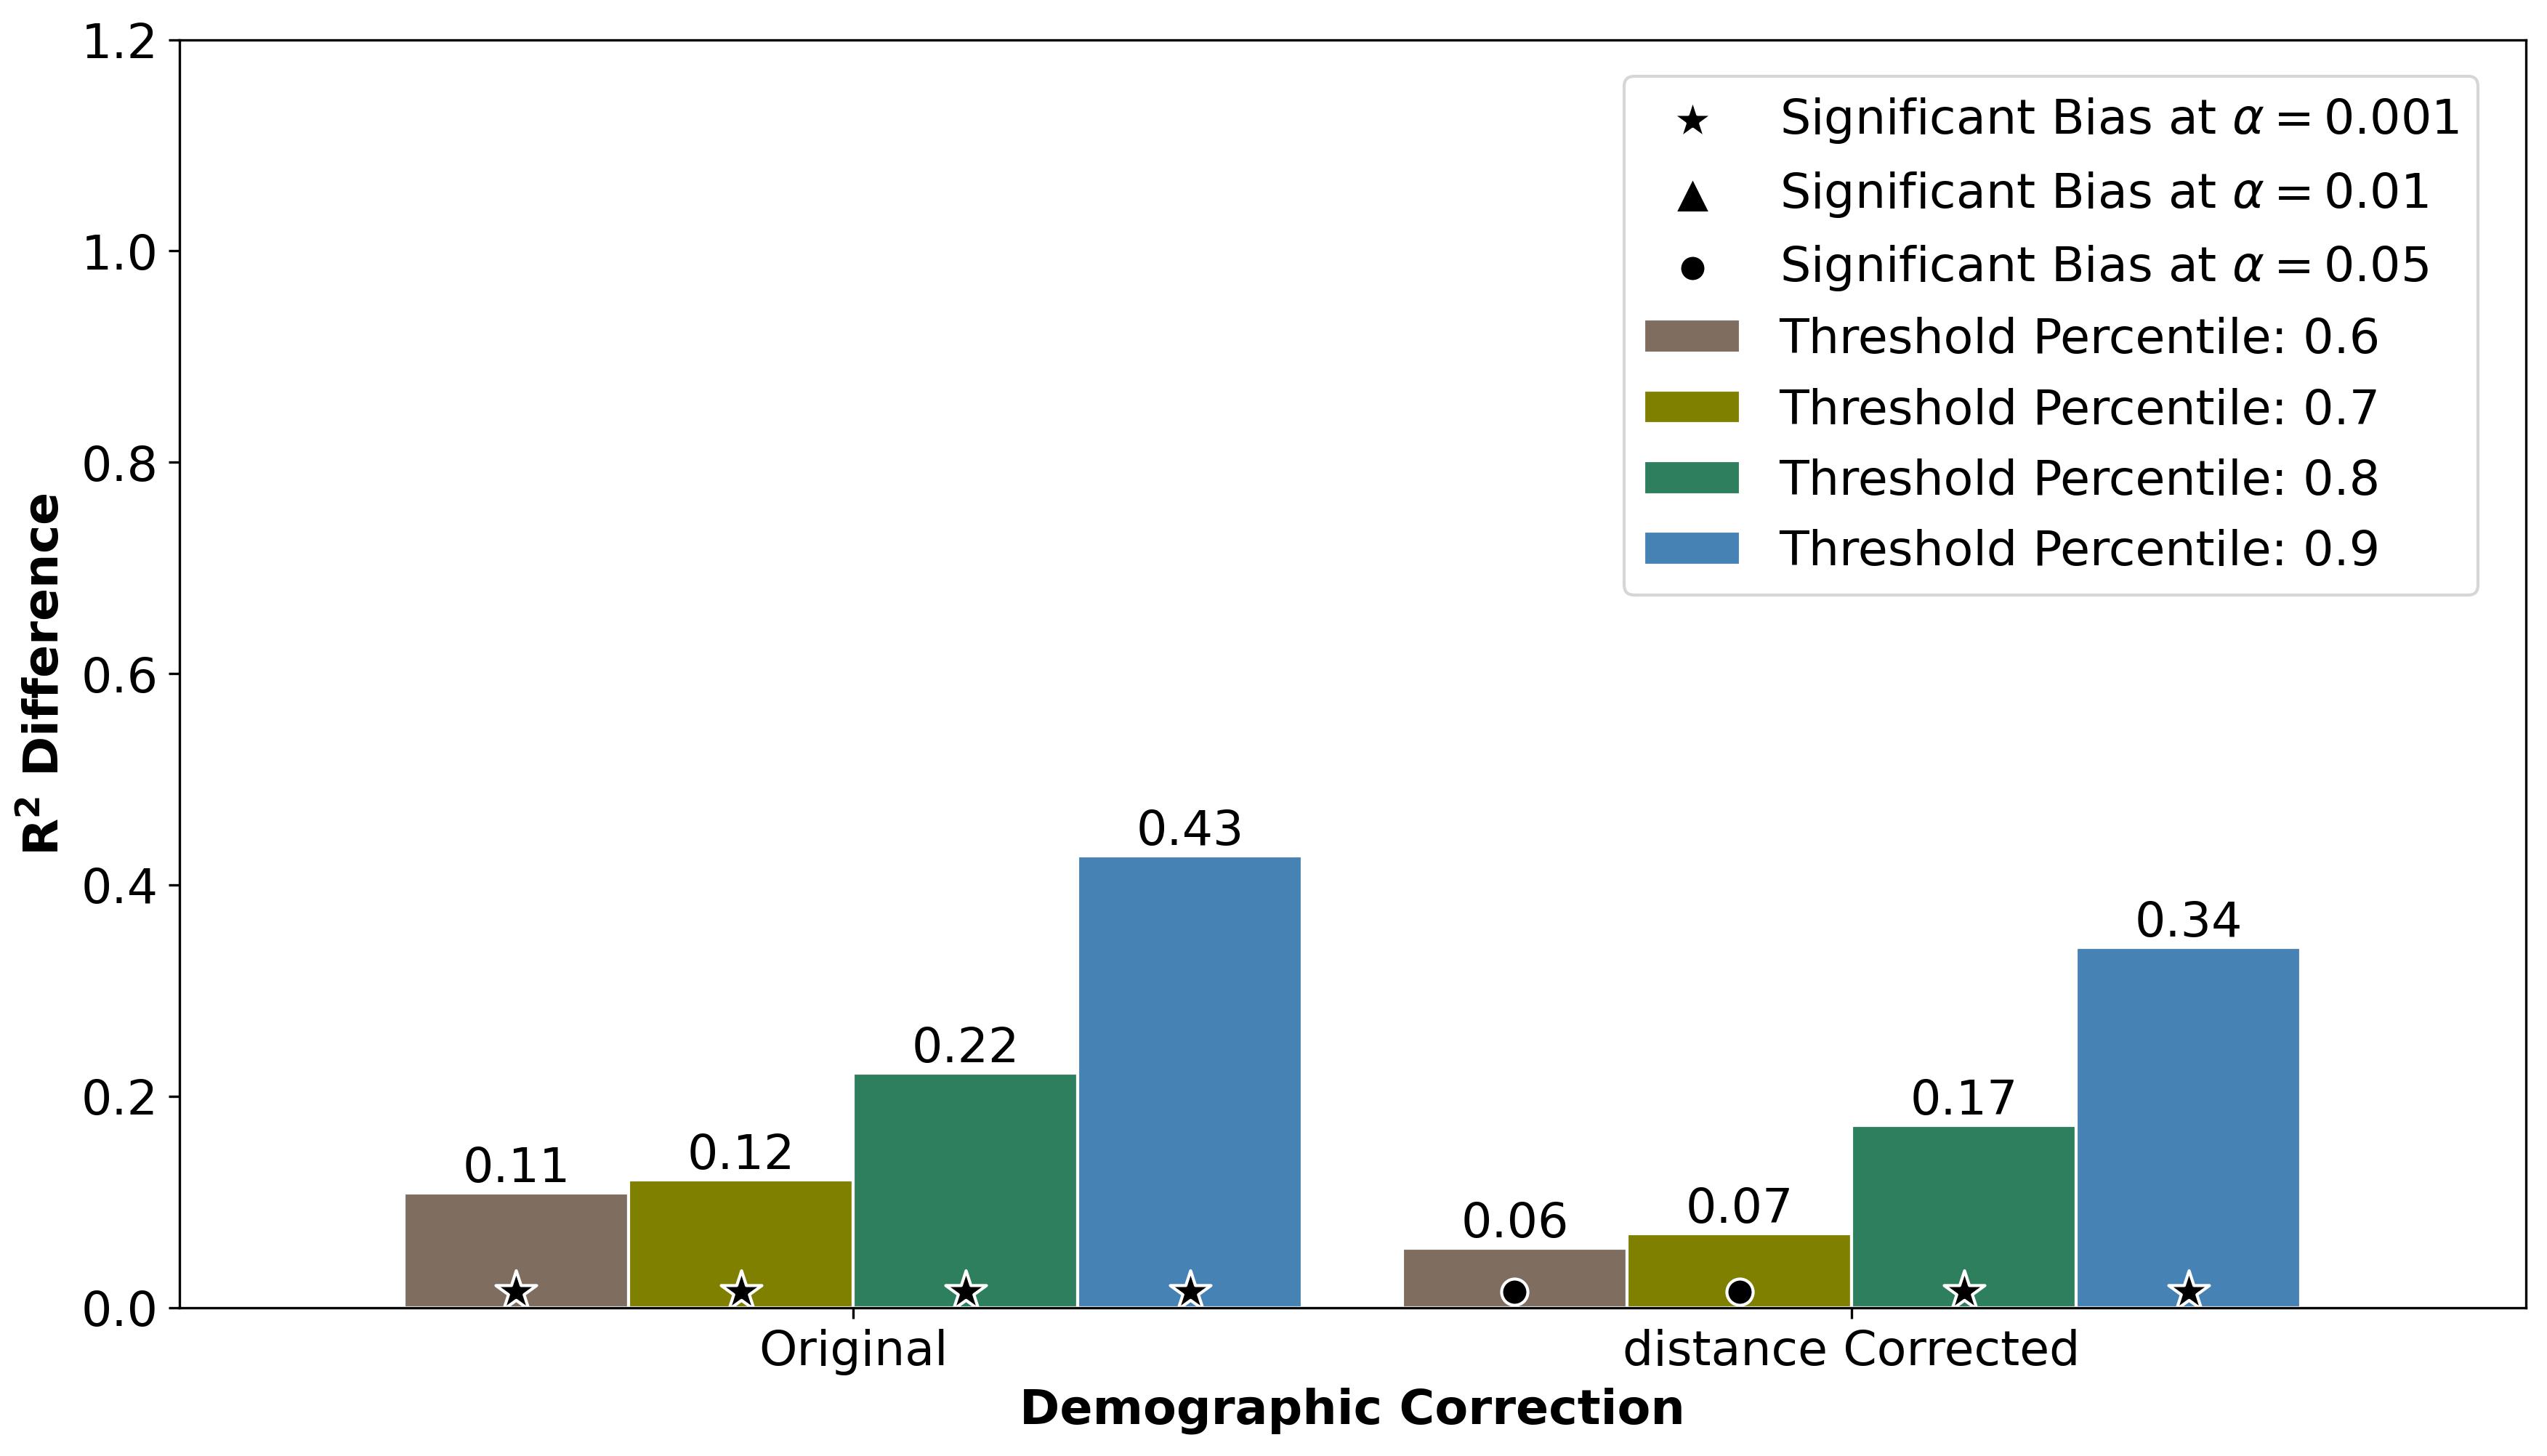 1.2
1.0
0.8
0.6
0.4
0.2
0.0
R² Difference
★ Significant Bias at α = 0.001
▲ Significant Bias at α = 0.01
● Significant Bias at α = 0.05
Threshold Percentile: 0.6
Threshold Percentile: 0.7
Threshold Percentile: 0.8
Threshold Percentile: 0.9
0.11
0.12
0.22
0.43
0.06
0.07
0.17
0.34
Original
distance Corrected
Demographic Correction